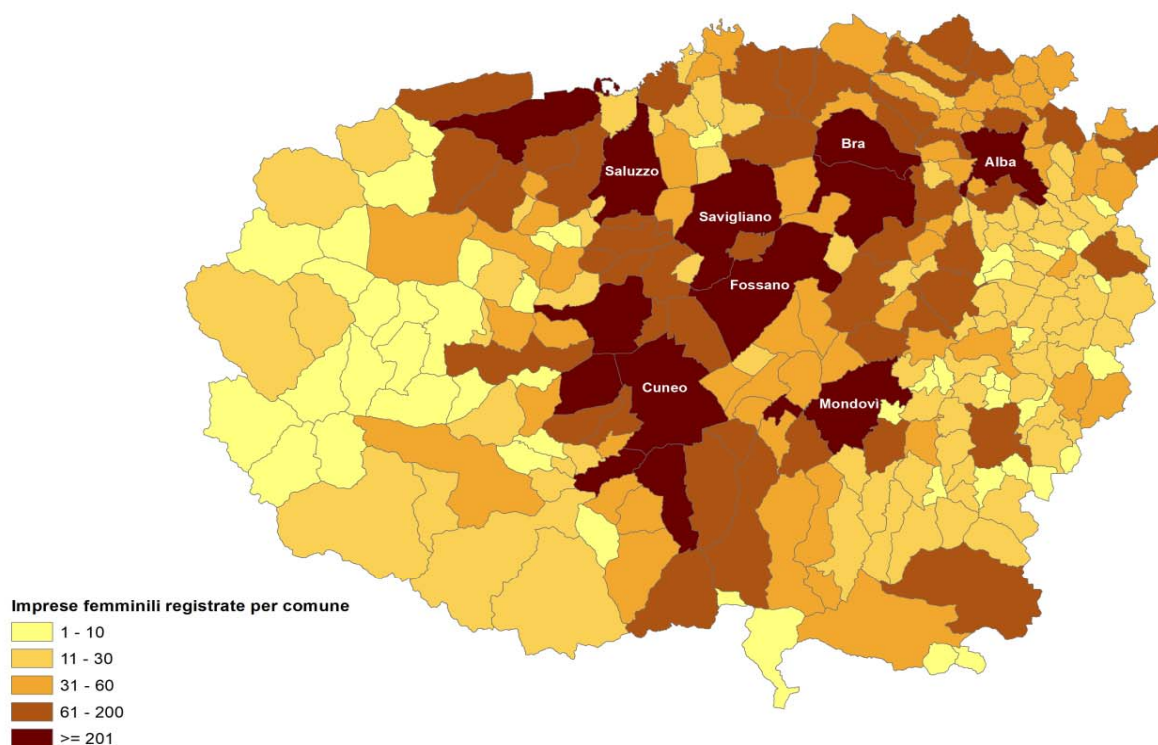 Bra
Alba
Saluzzo
Savigliano
Fossano
Cuneo
Mondovì
Imprese femminili registrate per comune
1 - 10
11 - 30
31 - 60
61 - 200
>= 201